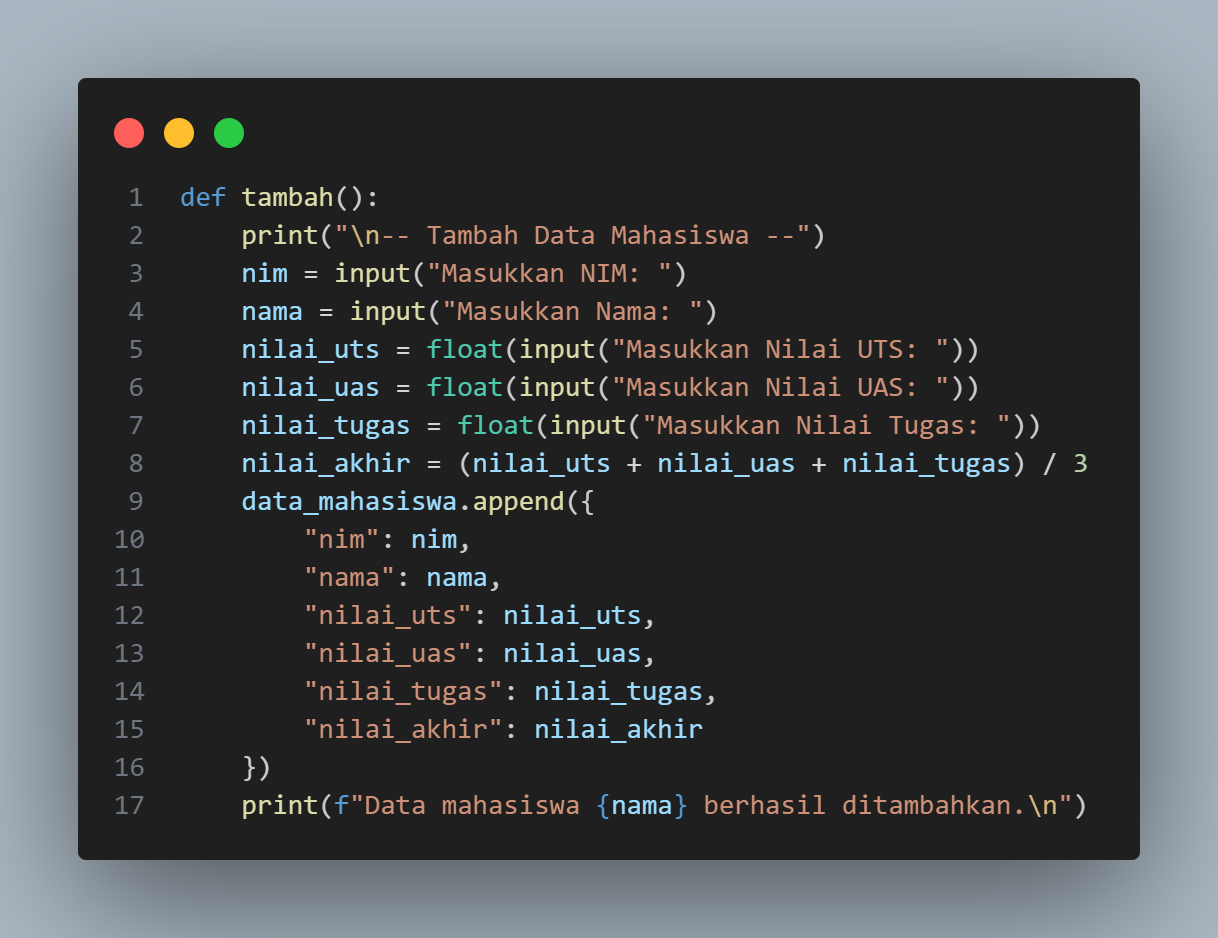 1 def tambah():
2     print("\n-- Tambah Data Mahasiswa --")
3     nim = input("Masukkan NIM: ")
4     nama = input("Masukkan Nama: ")
5     nilai_uts = float(input("Masukkan Nilai UTS: "))
6     nilai_uas = float(input("Masukkan Nilai UAS: "))
7     nilai_tugas = float(input("Masukkan Nilai Tugas: "))
8     nilai_akhir = (nilai_uts + nilai_uas + nilai_tugas) / 3
9     data_mahasiswa.append({
10         "nim": nim,
11         "nama": nama,
12         "nilai_uts": nilai_uts,
13         "nilai_uas": nilai_uas,
14         "nilai_tugas": nilai_tugas,
15         "nilai_akhir": nilai_akhir
16     })
17     print(f"Data mahasiswa {nama} berhasil ditambahkan.\n")